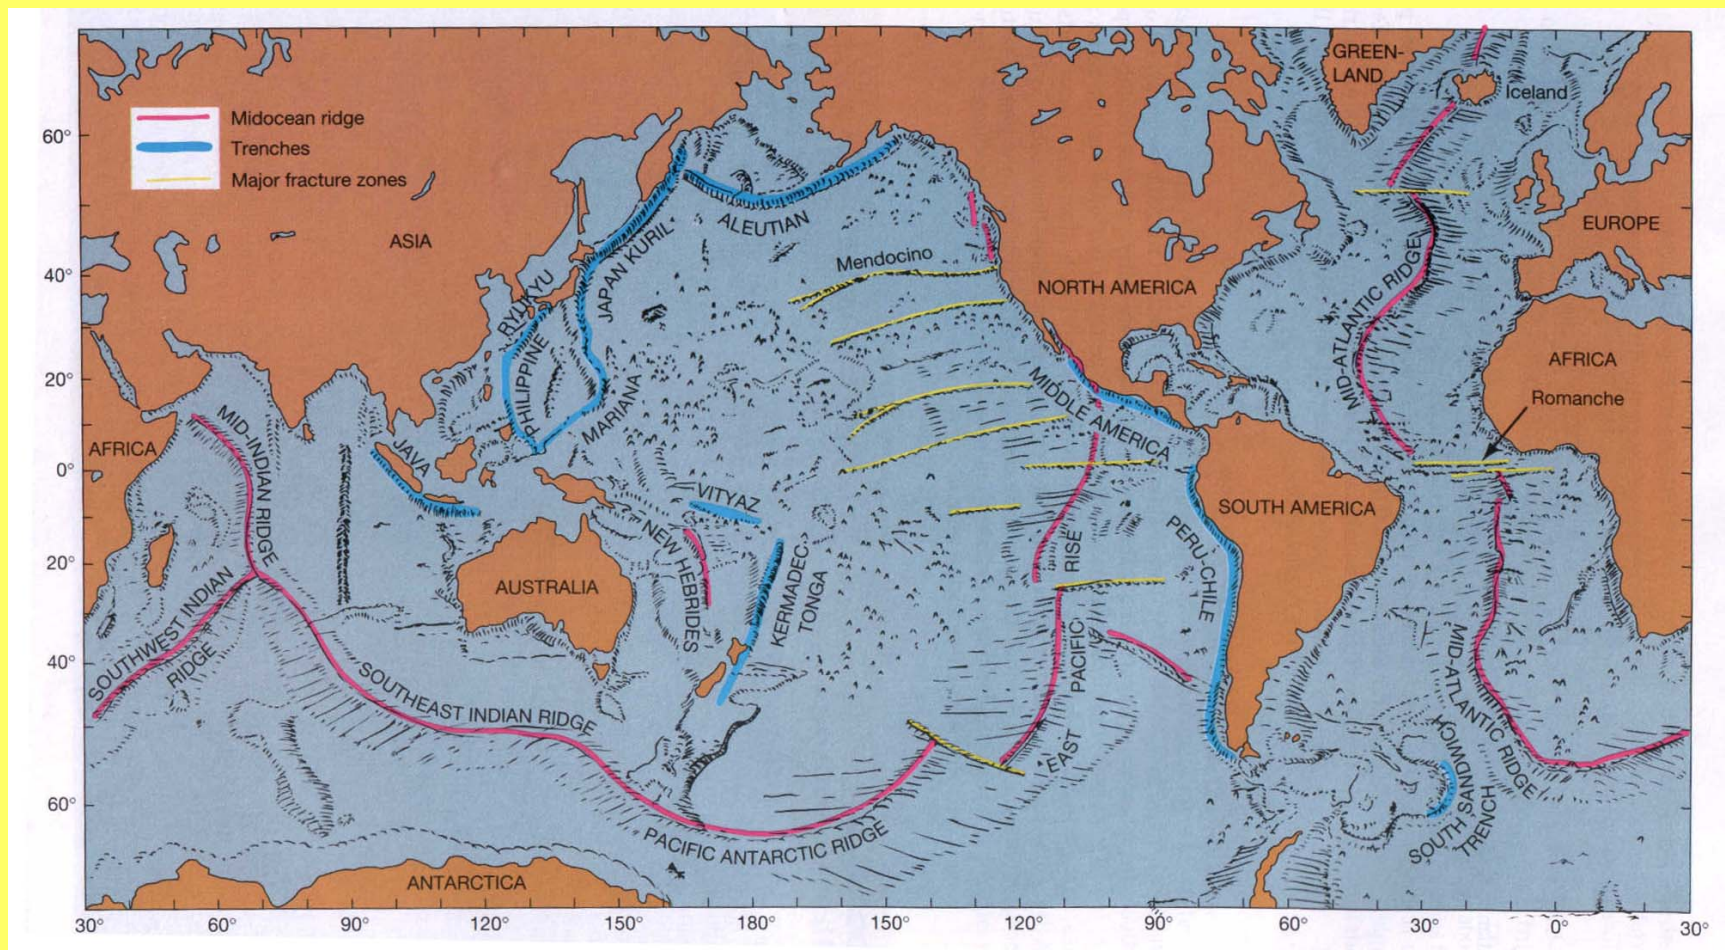 GREEN-
LAND
Iceland
Midocean ridge
Trenches
Major fracture zones
60°
40°
20°
0°
20°
40°
60°
ASIA
ALEUTIAN
JAPAN KURIL
RYUKYU
PHILIPPINE
MARIANA
Mendocino
NORTH AMERICA
MID-ATLANTIC RIDGE
EUROPE
AFRICA
Romanche
MIDDLE AMERICA
AFRICA
MID-INDIAN RIDGE
JAVA
VITYAZ
NEW HEBRIDES
KERMADEC-
TONGA
AUSTRALIA
SOUTH AMERICA
PERU-CHILE
EAST PACIFIC RISE
SOUTHWEST INDIAN
RIDGE
SOUTHEAST INDIAN RIDGE
PACIFIC ANTARCTIC RIDGE
MID-ATLANTIC RIDGE
SOUTH SANDWICH
TRENCH
ANTARCTICA
30° 60° 90° 120° 150° 180° 150° 120° 90° 60° 30° 0° 30°